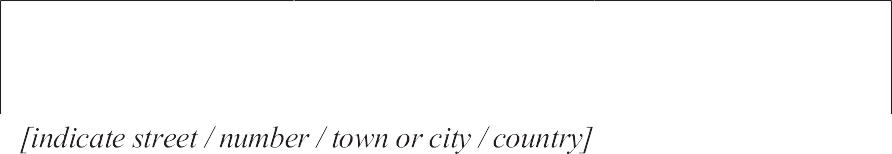 [indicate street / number / town or city / country]